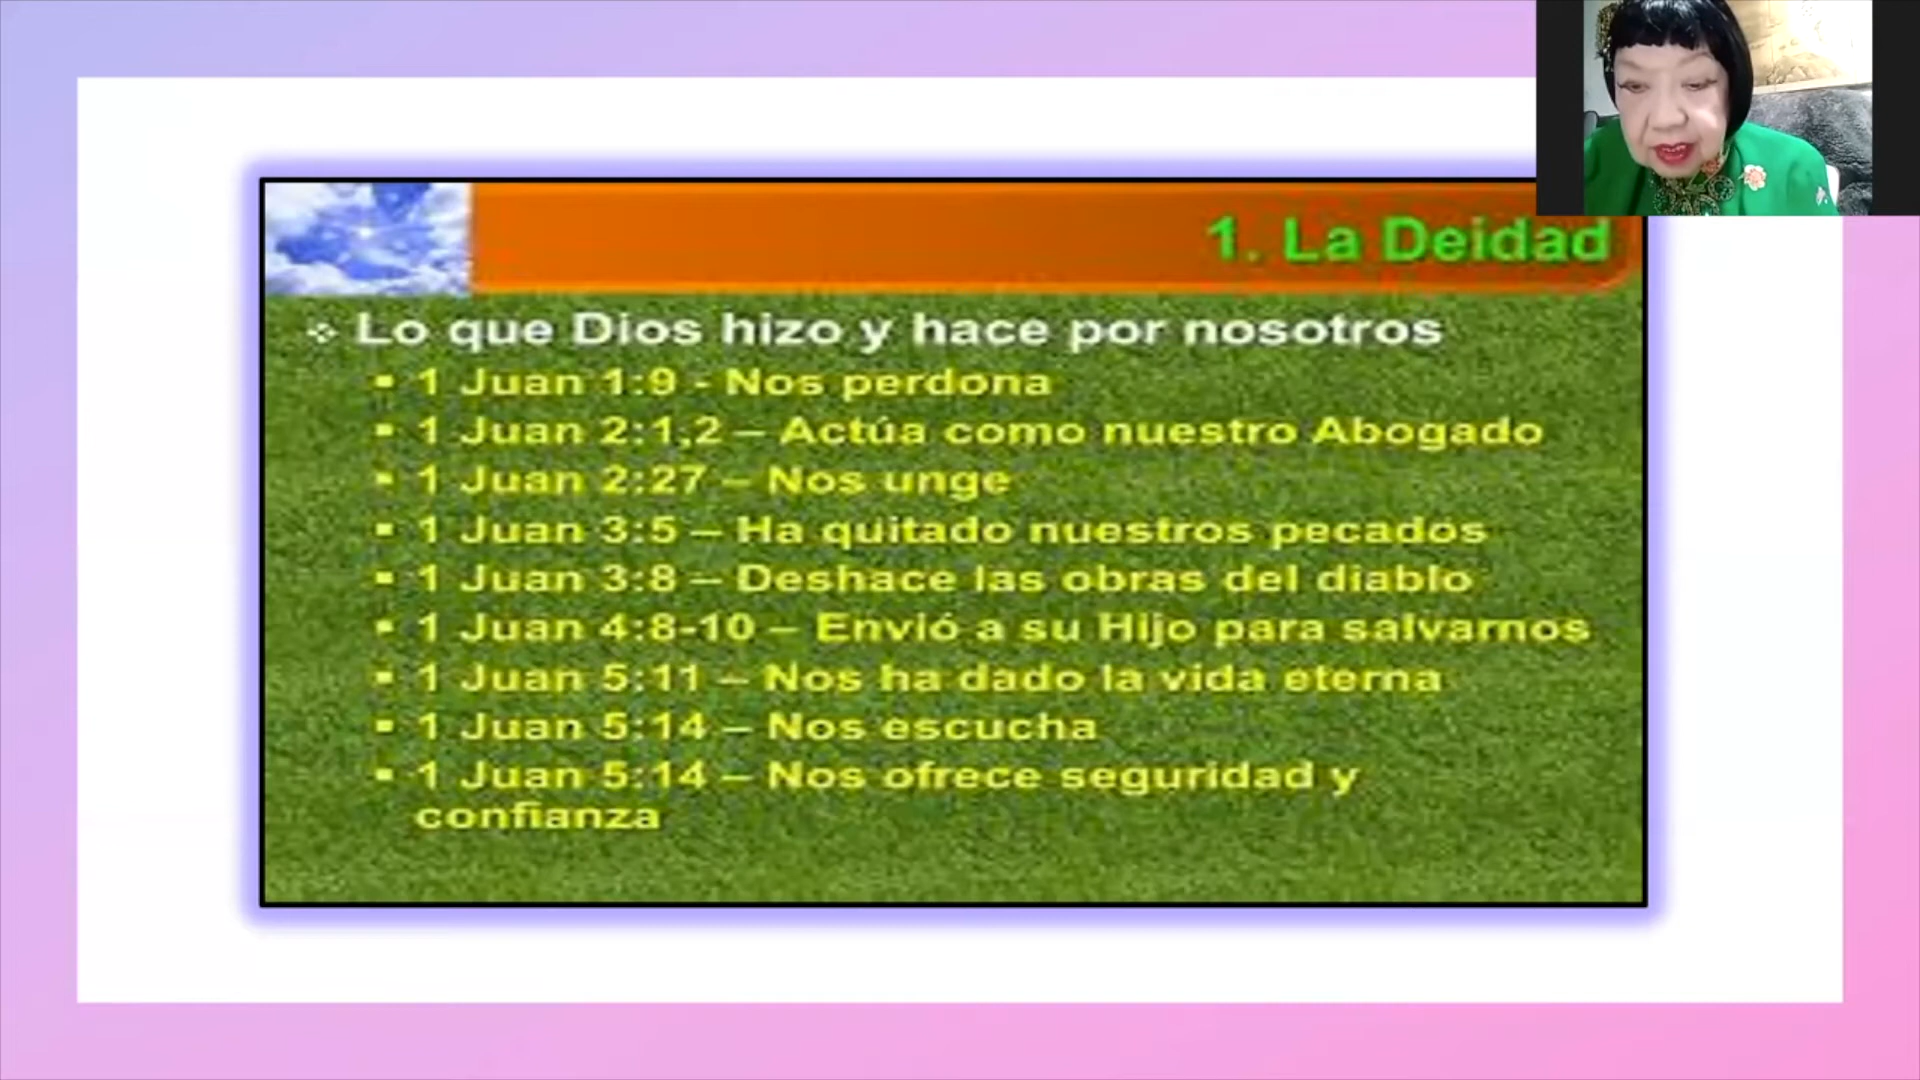 1. La Deidad
❖ Lo que Dios hizo y hace por nosotros
▪ 1 Juan 1:9 - Nos perdona
▪ 1 Juan 2:1,2 – Actúa como nuestro Abogado
▪ 1 Juan 2:27 – Nos unge
▪ 1 Juan 3:5 – Ha quitado nuestros pecados
▪ 1 Juan 3:8 – Deshace las obras del diablo
▪ 1 Juan 4:8-10 – Envió a su Hijo para salvarnos
▪ 1 Juan 5:11 – Nos ha dado la vida eterna
▪ 1 Juan 5:14 – Nos escucha
▪ 1 Juan 5:14 – Nos ofrece seguridad y
confianza